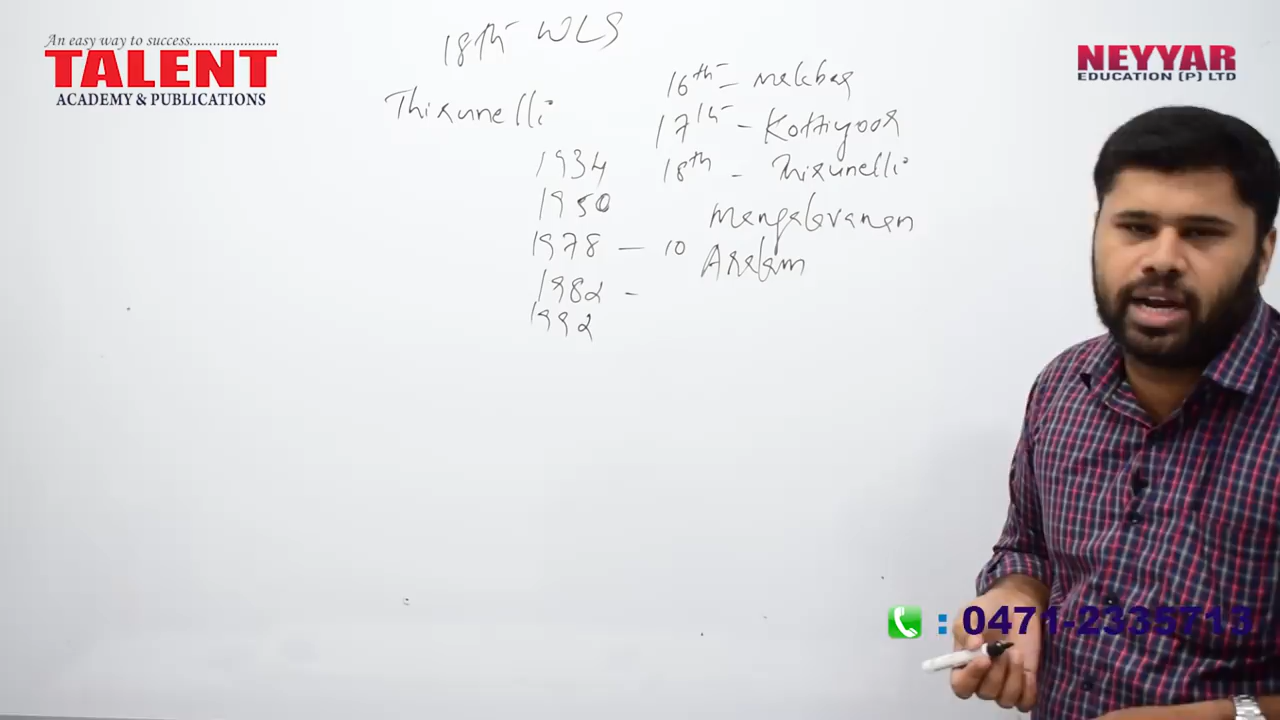 An easy way to success......................
TALENT
ACADEMY & PUBLICATIONS
NEYYAR
EDUCATION (P) LTD
18th WLS
Thirunelli
1934
1950
1978 — 10
1982 -
1992
16th - Malabar
17th - Kottiyoor
18th - Thirunelli
Mangalavanam
Aralam
: 0471-2335713